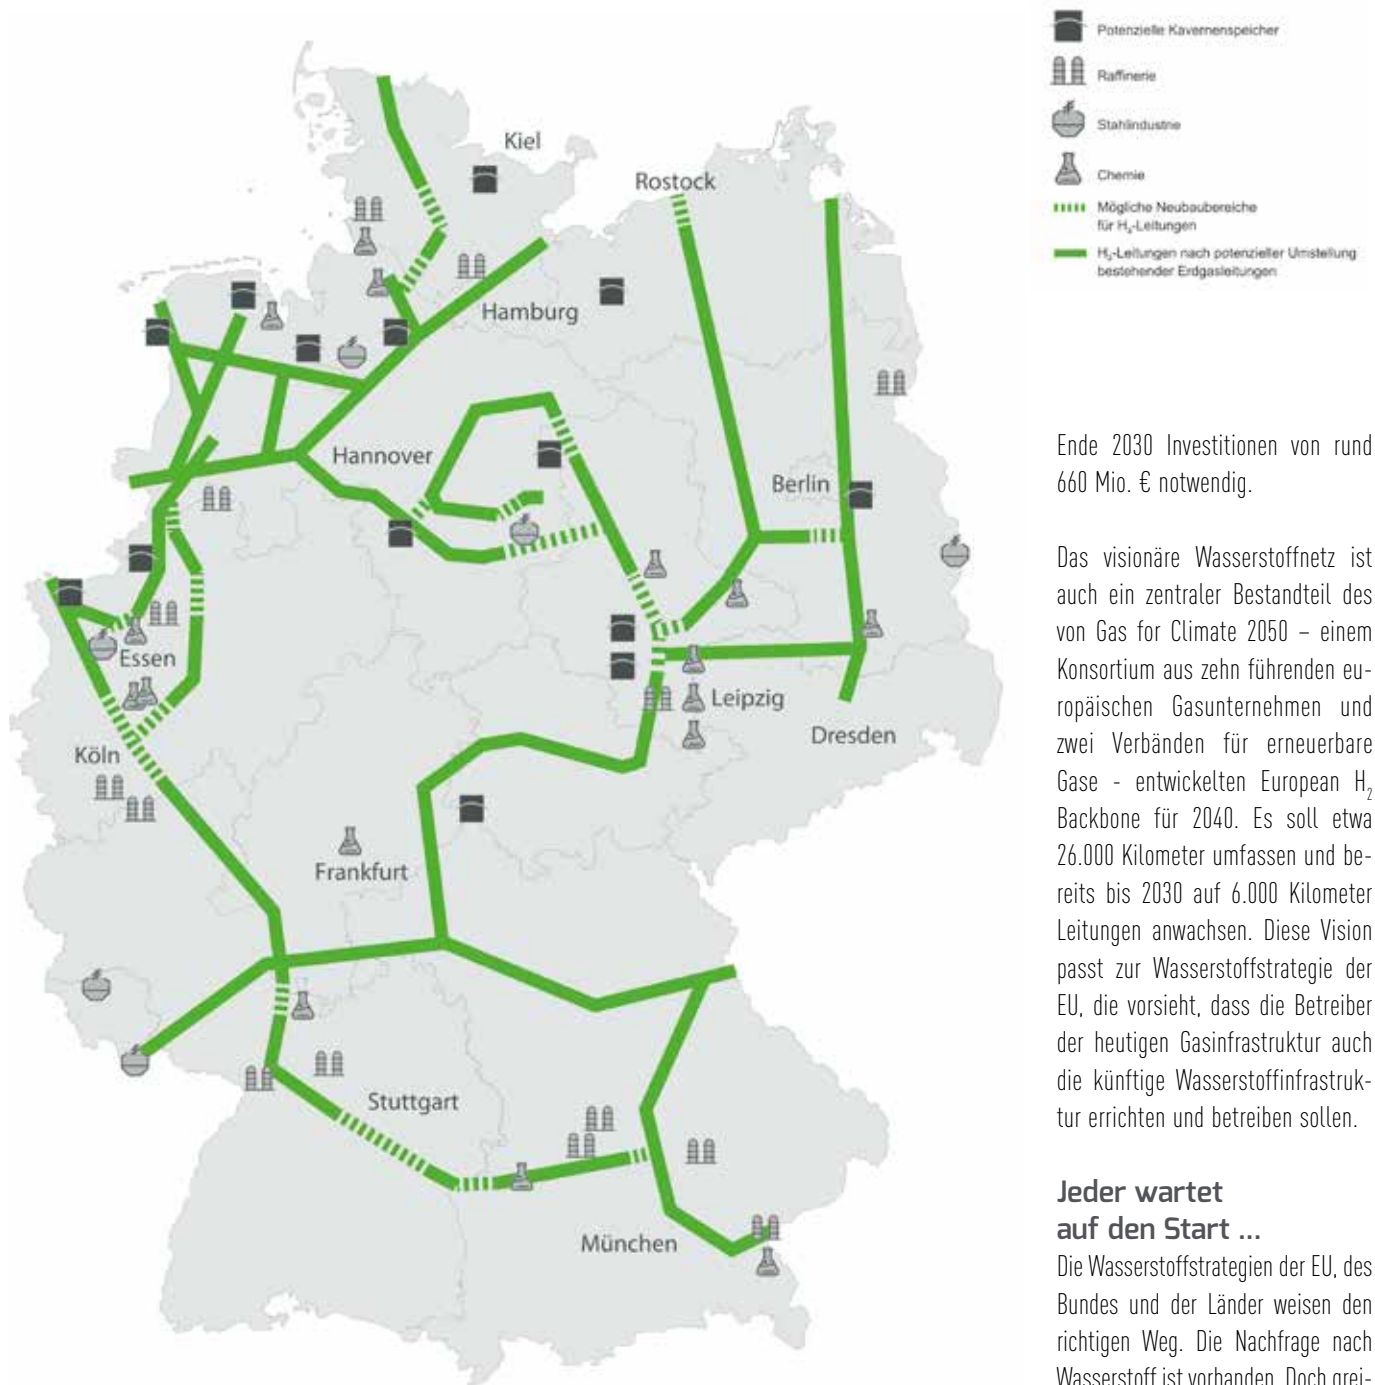 Potenzielle Kavernenspeicher
Raffinerie
Stahlindustrie
Chemie
Mögliche Neubaubereiche
für H₂-Leitungen
H₂-Leitungen nach potenzieller Umstellung
bestehender Erdgasleitungen
Kiel
Rostock
Hamburg
Hannover
Berlin
Essen
Leipzig
Dresden
Köln
Frankfurt
Stuttgart
München
Ende 2030 Investitionen von rund
660 Mio. € notwendig.
Das visionäre Wasserstoffnetz ist
auch ein zentraler Bestandteil des
von Gas for Climate 2050 – einem
Konsortium aus zehn führenden eu-
ropäischen Gasunternehmen und
zwei Verbänden für erneuerbare
Gase - entwickelten European H₂
Backbone für 2040. Es soll etwa
26.000 Kilometer umfassen und be-
reits bis 2030 auf 6.000 Kilometer
Leitungen anwachsen. Diese Vision
passt zur Wasserstoffstrategie der
EU, die vorsieht, dass die Betreiber
der heutigen Gasinfrastruktur auch
die künftige Wasserstoffinfrastruk-
tur errichten und betreiben sollen.
Jeder wartet
auf den Start ...
Die Wasserstoffstrategien der EU, des
Bundes und der Länder weisen den
richtigen Weg. Die Nachfrage nach
Wasserstoff ist vorhanden. Doch grei-